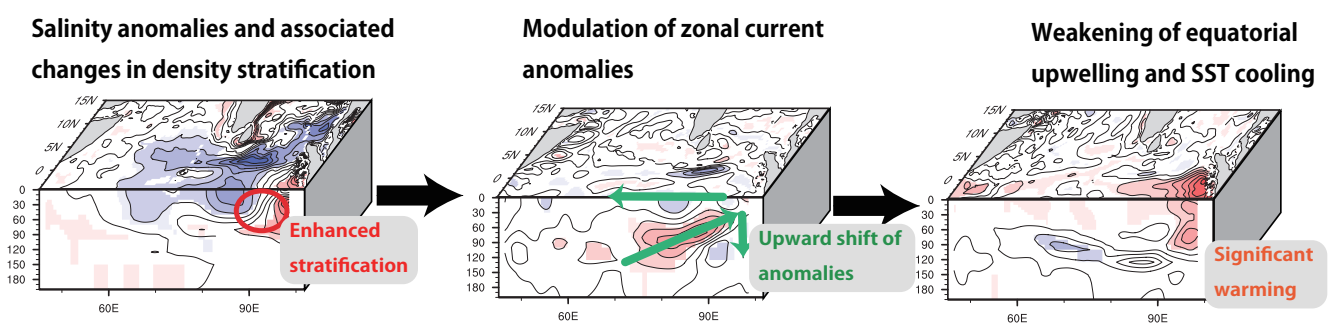 Salinity anomalies and associated
changes in density stratification
Modulation of zonal current
anomalies
Weakening of equatorial
upwelling and SST cooling
15N
10N
5N
0
0
30
60
90
120
150
180
60E
90E
Enhanced
stratification
15N
10N
5N
0
0
30
60
90
120
150
180
60E
90E
Upward shift of
anomalies
15N
10N
5N
0
0
30
60
90
120
150
180
60E
90E
Significant
warming